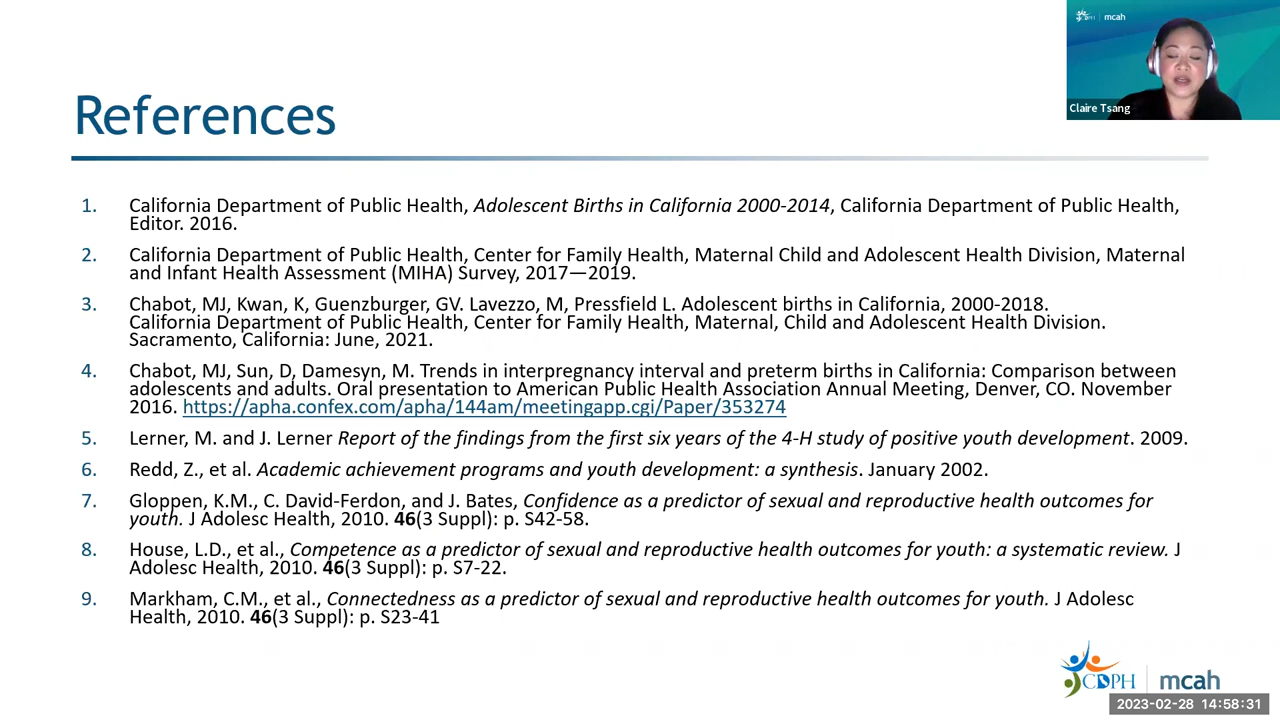 mcah
Claire Tsang
References
1. California Department of Public Health, Adolescent Births in California 2000-2014, California Department of Public Health,
Editor. 2016.
2. California Department of Public Health, Center for Family Health, Maternal Child and Adolescent Health Division, Maternal
and Infant Health Assessment (MIHA) Survey, 2017—2019.
3. Chabot, MJ, Kwan, K, Guenzburger, GV. Lavezzo, M, Pressfield L. Adolescent births in California, 2000-2018.
California Department of Public Health, Center for Family Health, Maternal, Child and Adolescent Health Division.
Sacramento, California: June, 2021.
4. Chabot, MJ, Sun, D, Damesyn, M. Trends in interpregnancy interval and preterm births in California: Comparison between
adolescents and adults. Oral presentation to American Public Health Association Annual Meeting, Denver, CO. November
2016. https://apha.confex.com/apha/144am/meetingapp.cgi/Paper/353274
5. Lerner, M. and J. Lerner Report of the findings from the first six years of the 4-H study of positive youth development. 2009.
6. Redd, Z., et al. Academic achievement programs and youth development: a synthesis. January 2002.
7. Gloppen, K.M., C. David-Ferdon, and J. Bates, Confidence as a predictor of sexual and reproductive health outcomes for
youth. J Adolesc Health, 2010. 46(3 Suppl): p. S42-58.
8. House, L.D., et al., Competence as a predictor of sexual and reproductive health outcomes for youth: a systematic review. J
Adolesc Health, 2010. 46(3 Suppl): p. S7-22.
9. Markham, C.M., et al., Connectedness as a predictor of sexual and reproductive health outcomes for youth. J Adolesc
Health, 2010. 46(3 Suppl): p. S23-41
CDPH mcah
2023-02-28 14:58:31